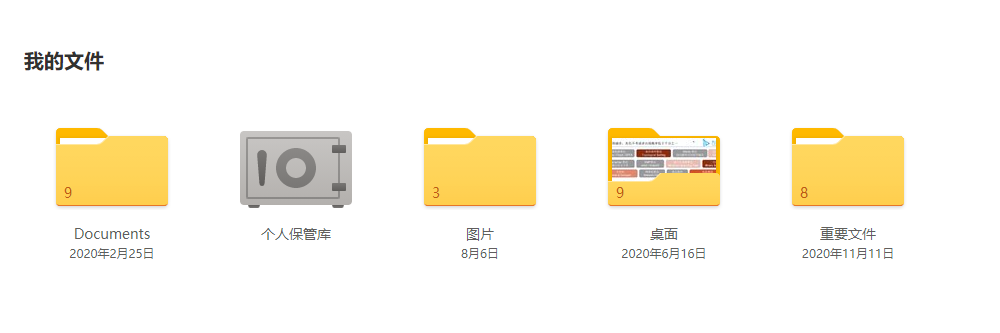 我的文件
9
3
9
8
Documents
个人保管库
图片
桌面
重要文件
2020年2月25日
8月6日
2020年6月16日
2020年11月11日